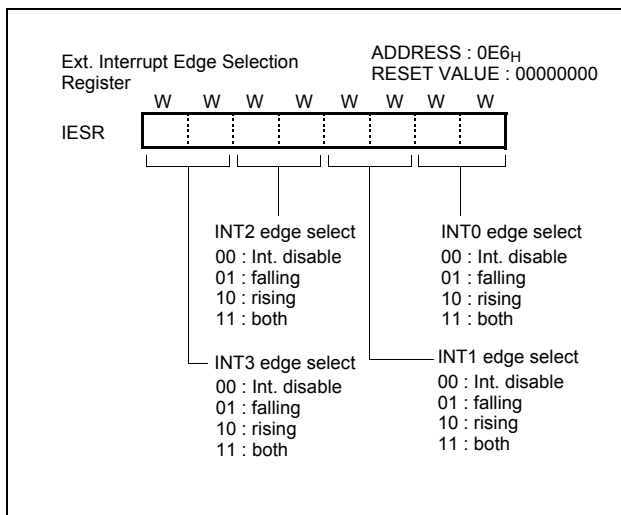 Ext. Interrupt Edge Selection
Register
ADDRESS : 0E6H
RESET VALUE : 00000000
W W W W W W W W
IESR
INT2 edge select
00 : Int. disable
01 : falling
10 : rising
11 : both
INT0 edge select
00 : Int. disable
01 : falling
10 : rising
11 : both
INT3 edge select
00 : Int. disable
01 : falling
10 : rising
11 : both
INT1 edge select
00 : Int. disable
01 : falling
10 : rising
11 : both